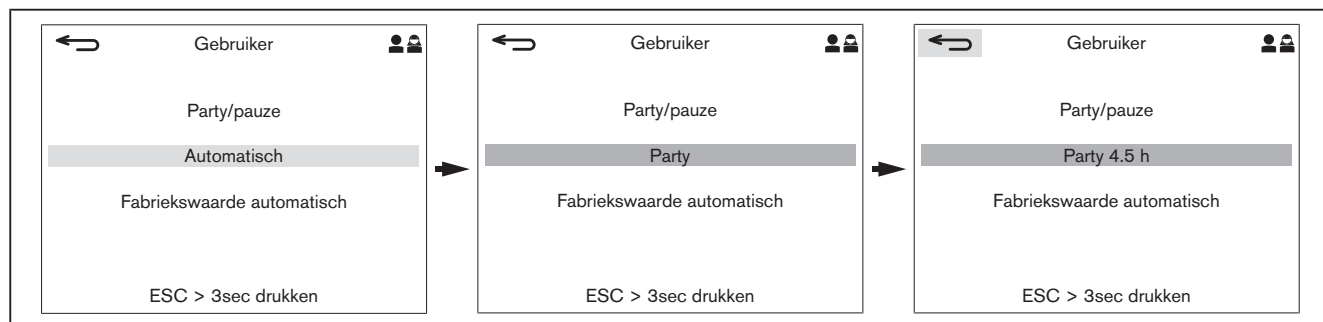 Gebruiker
Party/pauze
Automatisch
Fabriekswaarde automatisch
ESC > 3sec drukken
Gebruiker
Party/pauze
Party
Fabriekswaarde automatisch
ESC > 3sec drukken
Gebruiker
Party/pauze
Party 4.5 h
Fabriekswaarde automatisch
ESC > 3sec drukken